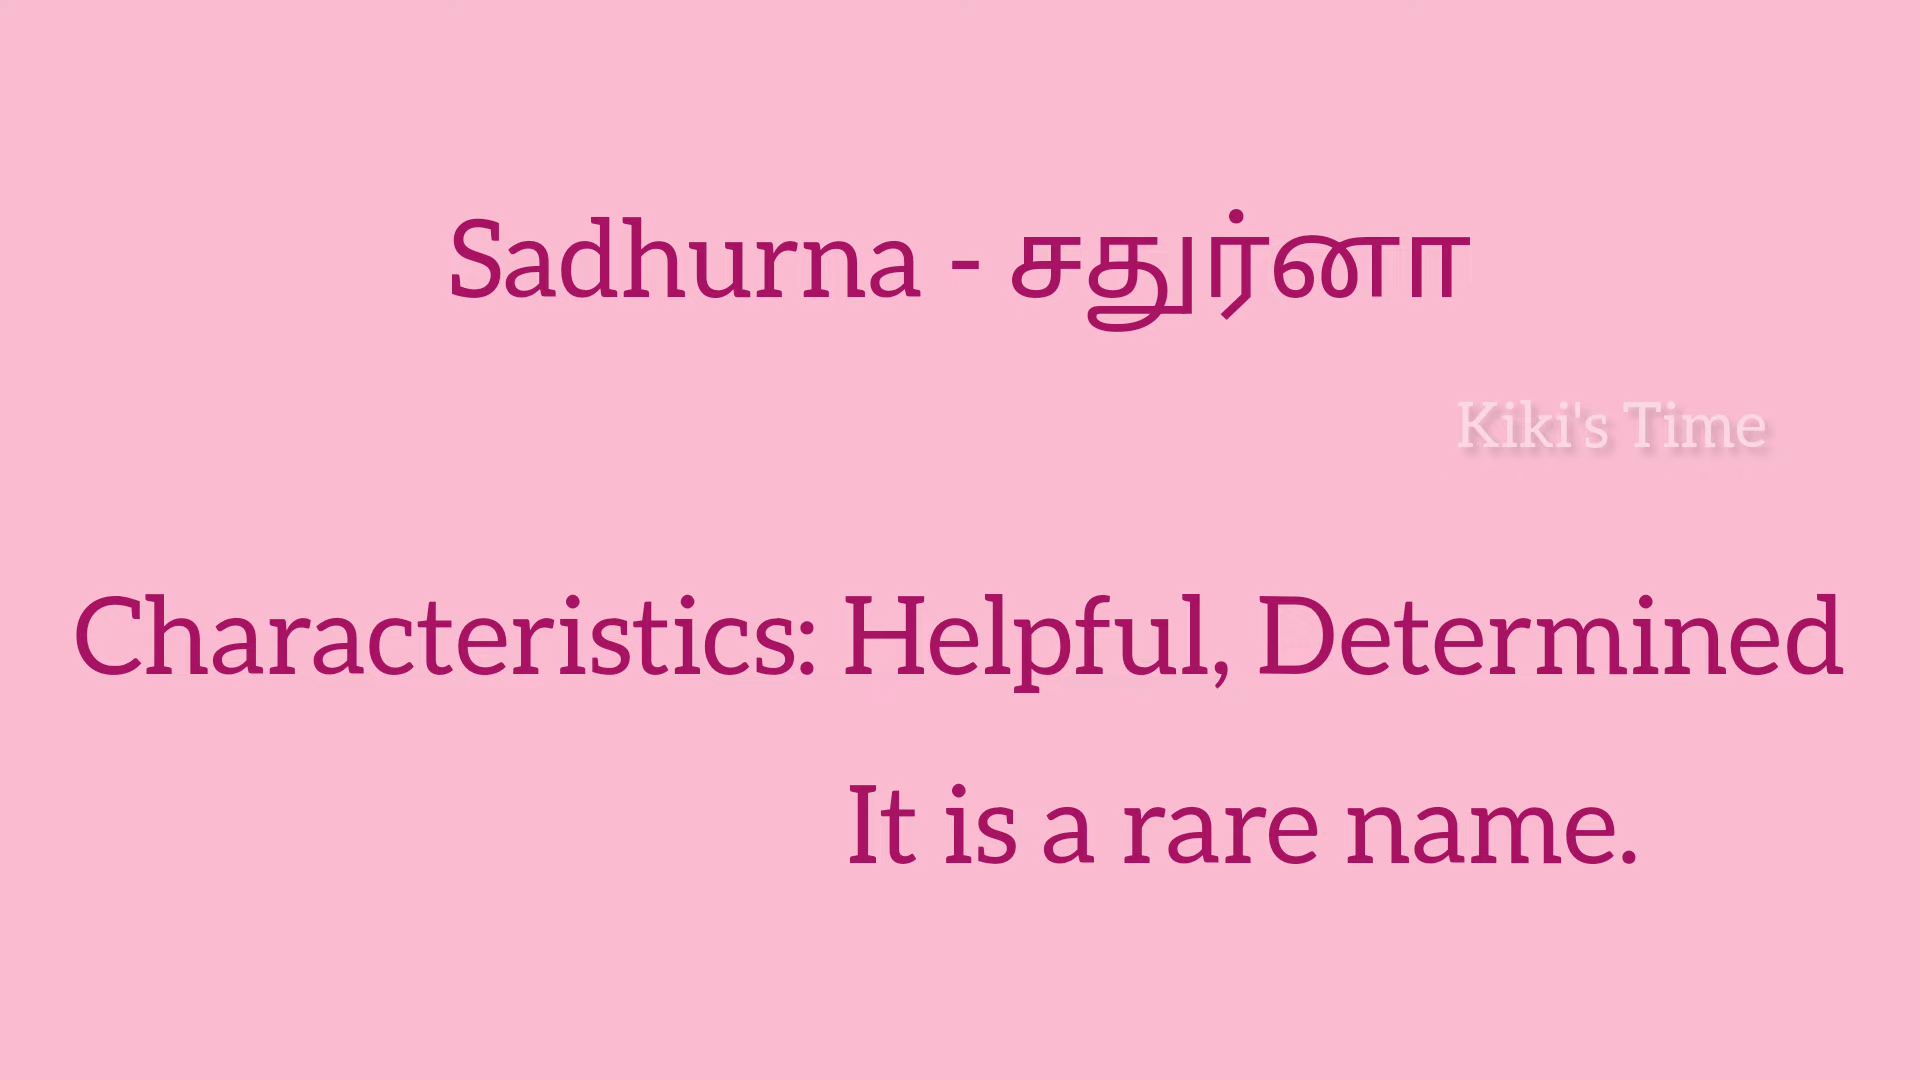 Sadhurna - சதுர்னா
Kiki's Time
Characteristics: Helpful, Determined
It is a rare name.